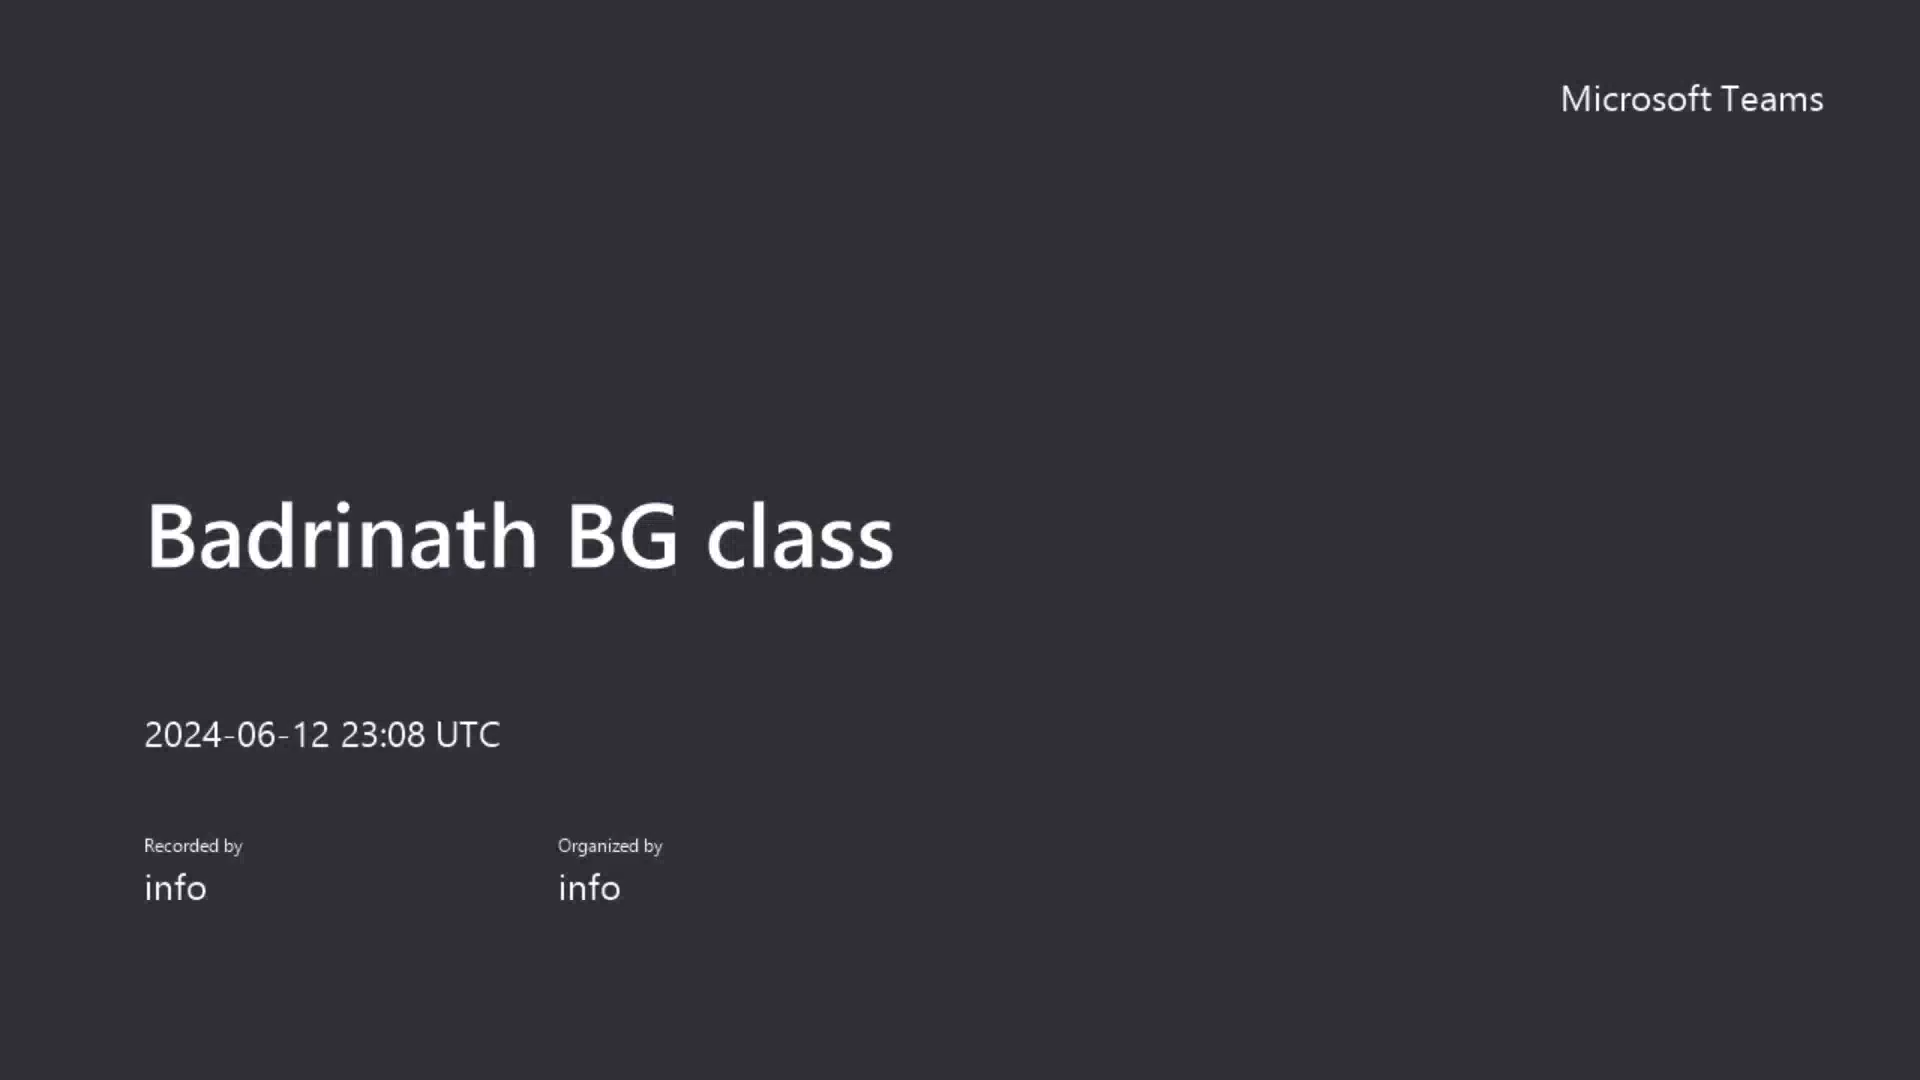 Microsoft Teams
Badrinath BG class
2024-06-12 23:08 UTC
Recorded by
info
Organized by
info